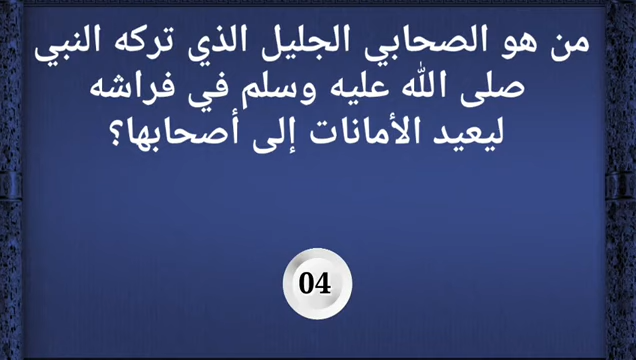 من هو الصحابي الجليل الذي تركه النبي
صلى الله عليه وسلم في فراشه
ليعيد الأمانات إلى أصحابها؟
04